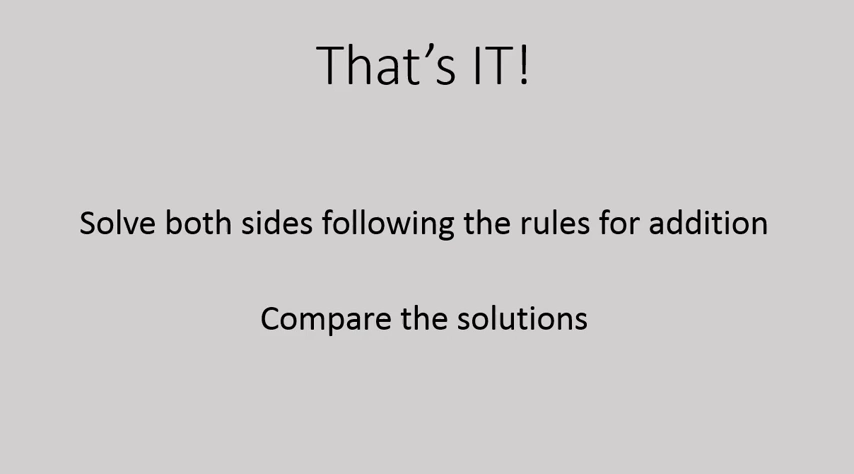 That’s IT!
Solve both sides following the rules for addition
Compare the solutions